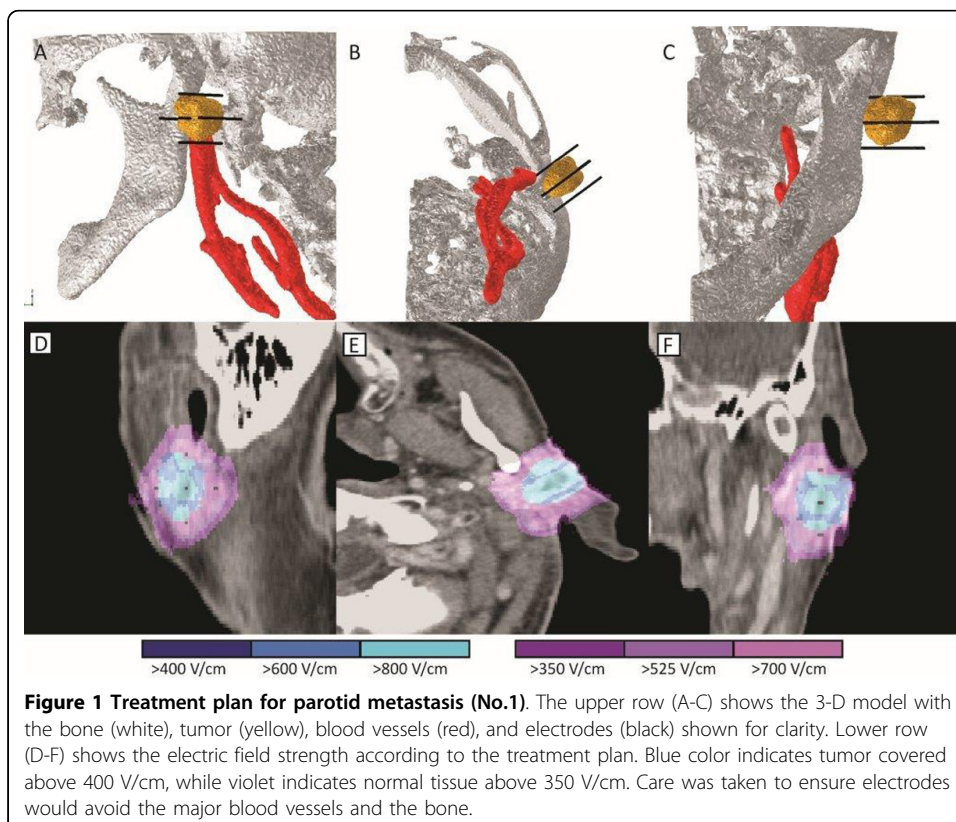 A
B
C
D
E
F
>400 V/cm >600 V/cm >800 V/cm >350 V/cm >525 V/cm >700 V/cm
Figure 1 Treatment plan for parotid metastasis (No.1). The upper row (A-C) shows the 3-D model with
the bone (white), tumor (yellow), blood vessels (red), and electrodes (black) shown for clarity. Lower row
(D-F) shows the electric field strength according to the treatment plan. Blue color indicates tumor covered
above 400 V/cm, while violet indicates normal tissue above 350 V/cm. Care was taken to ensure electrodes
would avoid the major blood vessels and the bone.